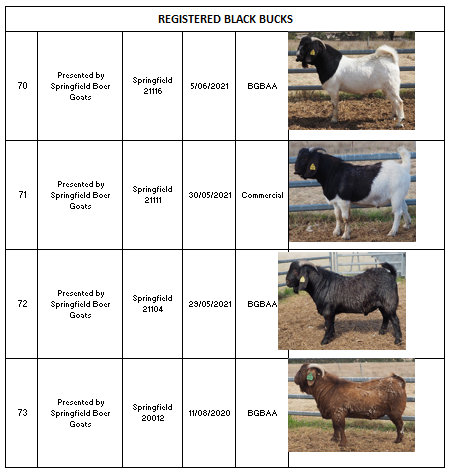 REGISTERED BLACK BUCKS
70
Presented by
Springfield Boer
Goats
Springfield
21116
5/06/2021
BGBAA
71
Presented by
Springfield Boer
Goats
Springfield
21111
30/05/2021
Commercial
72
Presented by
Springfield Boer
Goats
Springfield
21104
29/05/2021
BGBAA
73
Presented by
Springfield Boer
Goats
Springfield
20012
11/08/2020
BGBAA